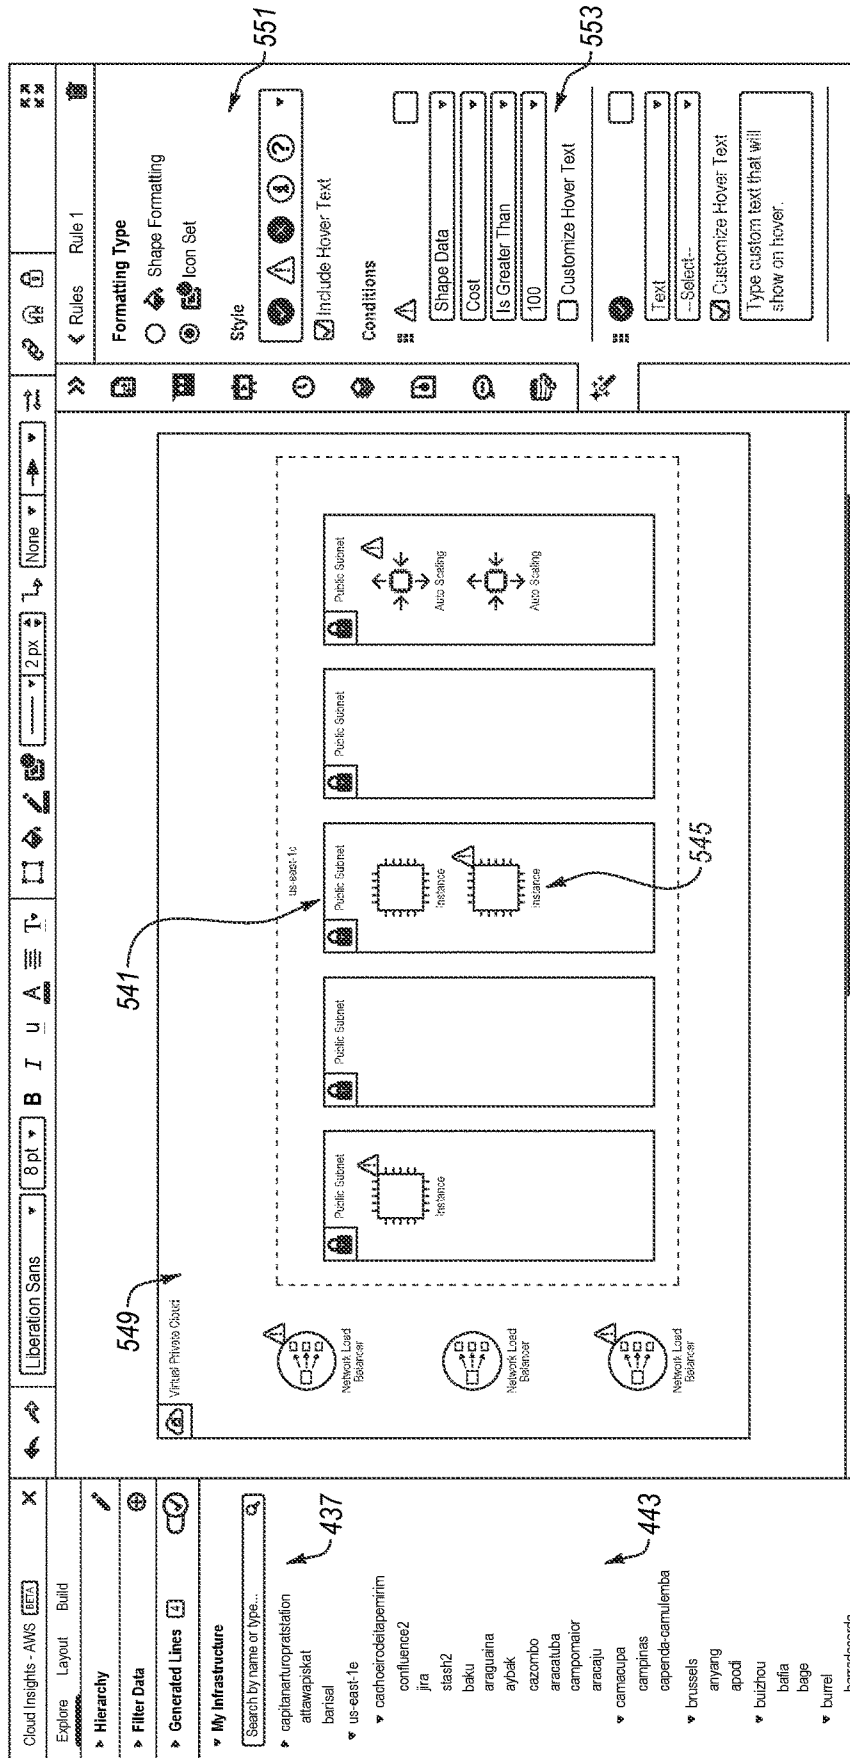 Cloud Insights - AWS BETA X
Explore Layout Build
Hierarchy
Filter Data
Generated Lines 4
My Infrastructure
Search by name or type...
capitanarturopratstation
attawapiskat
barisal
us-east-1e
cachoeirodeitapemirim
confluence2
jira
stash2
baku
araguaina
aybak
cazombo
aracatuba
campomaior
aracaju
camacupa
campinas
capenda-camulemba
brussels
anyang
apodi
buizhou
bafia
bage
burrel
437
443
Liberation Sans 8 pt B I U A T 2 px None
549
Virtual Private Cloud
Network Load
Balancer
Network Load
Balancer
Network Load
Balancer
541
us-east-1c
Public Subnet
Instance
Public Subnet
Public Subnet
Instance
Instance
545
Public Subnet
Public Subnet
Auto Scaling
Auto Scaling
Rules Rule 1
Formatting Type
Shape Formatting
Icon Set
551
Style
Include Hover Text
Conditions
Shape Data
Cost
Is Greater Than
100
Customize Hover Text
553
Text
--Select--
Customize Hover Text
Type custom text that will
show on hover.